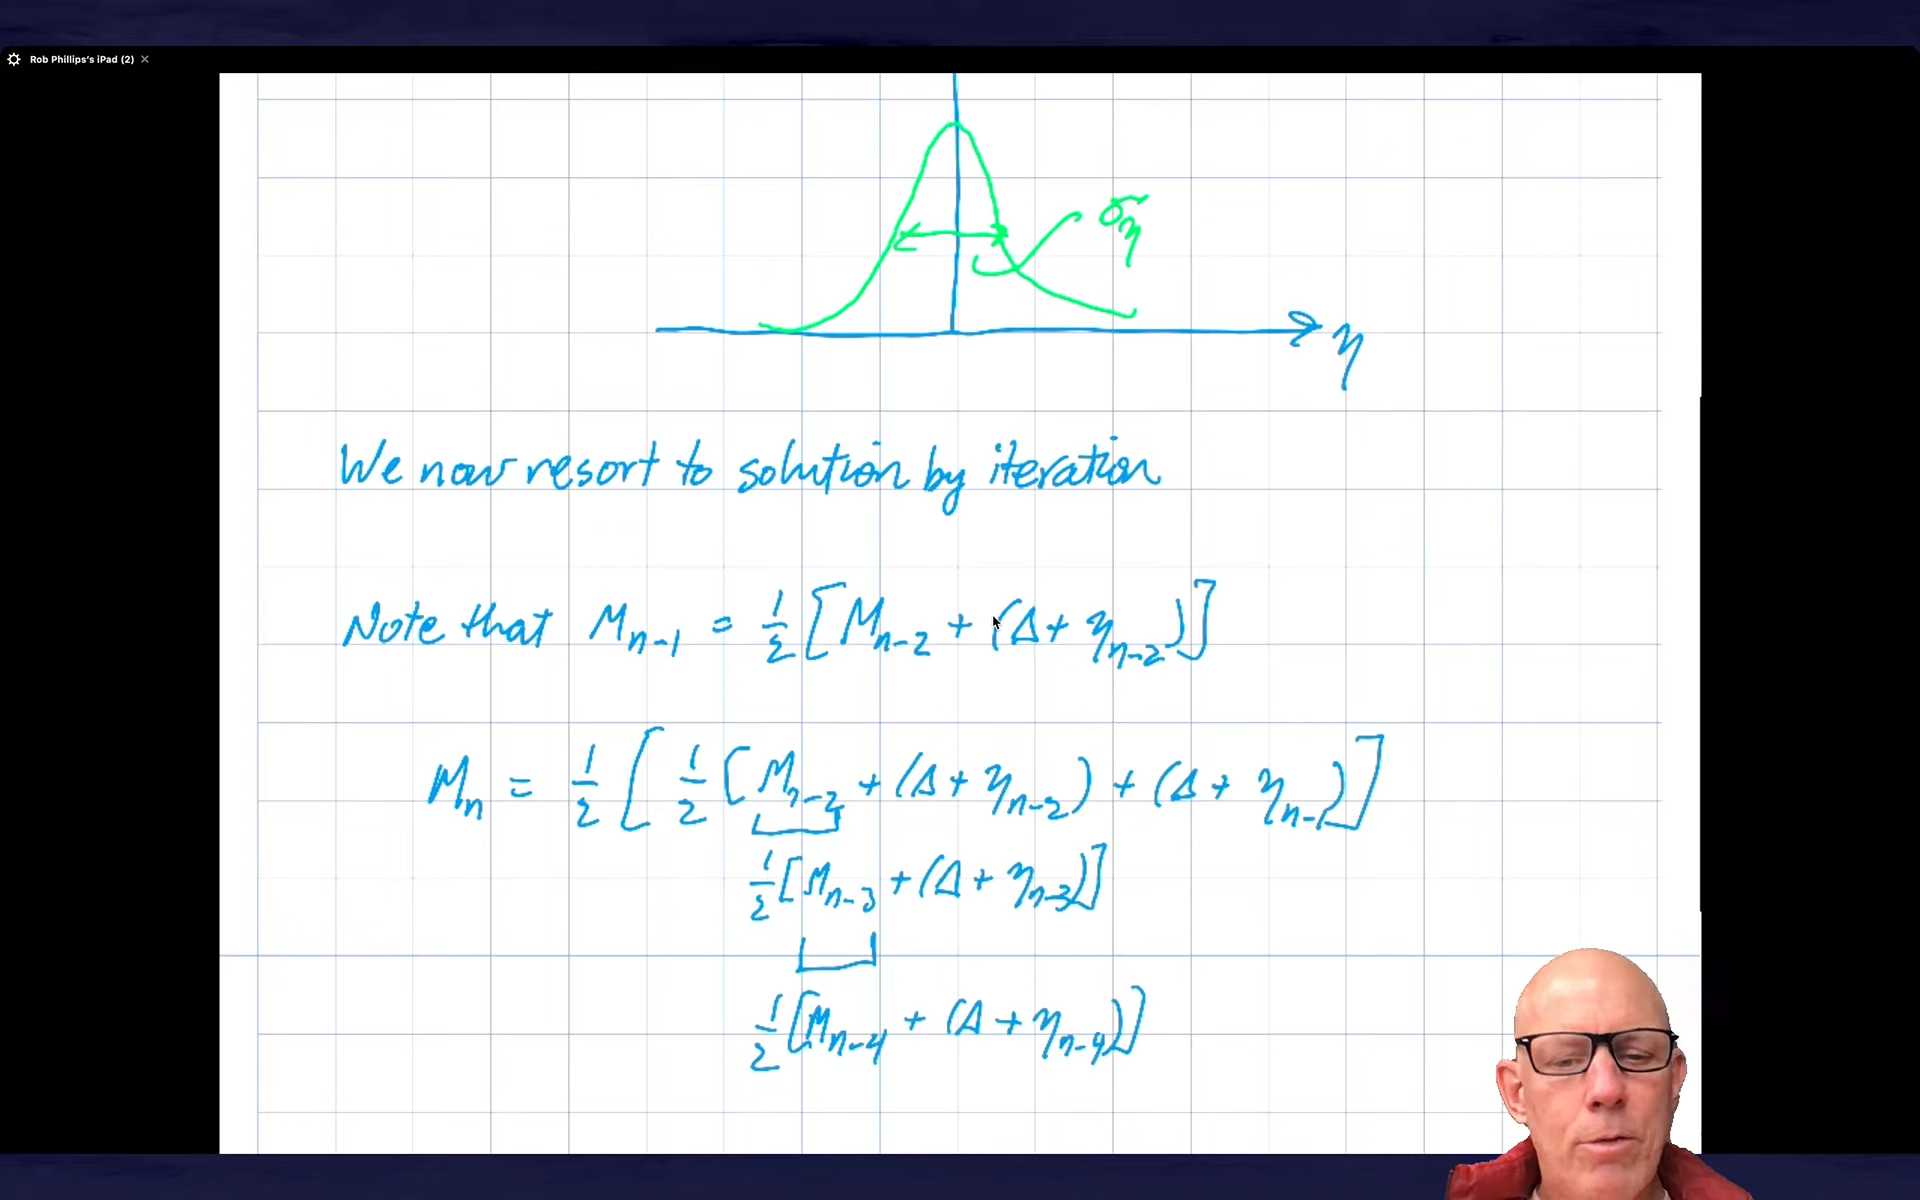 Rob Phillips's iPad (2) ×
σ_η
η
We now resort to solution by iteration
Note that M_{n-1} = 1/2 [M_{n-2} + (Δ + η_{n-2})]
M_n = 1/2 [ 1/2 [M_{n-2} + (Δ + η_{n-2}) + (Δ + η_{n-1})]
1/2 [M_{n-3} + (Δ + η_{n-3})]
1/2 [M_{n-4} + (Δ + η_{n-4})]